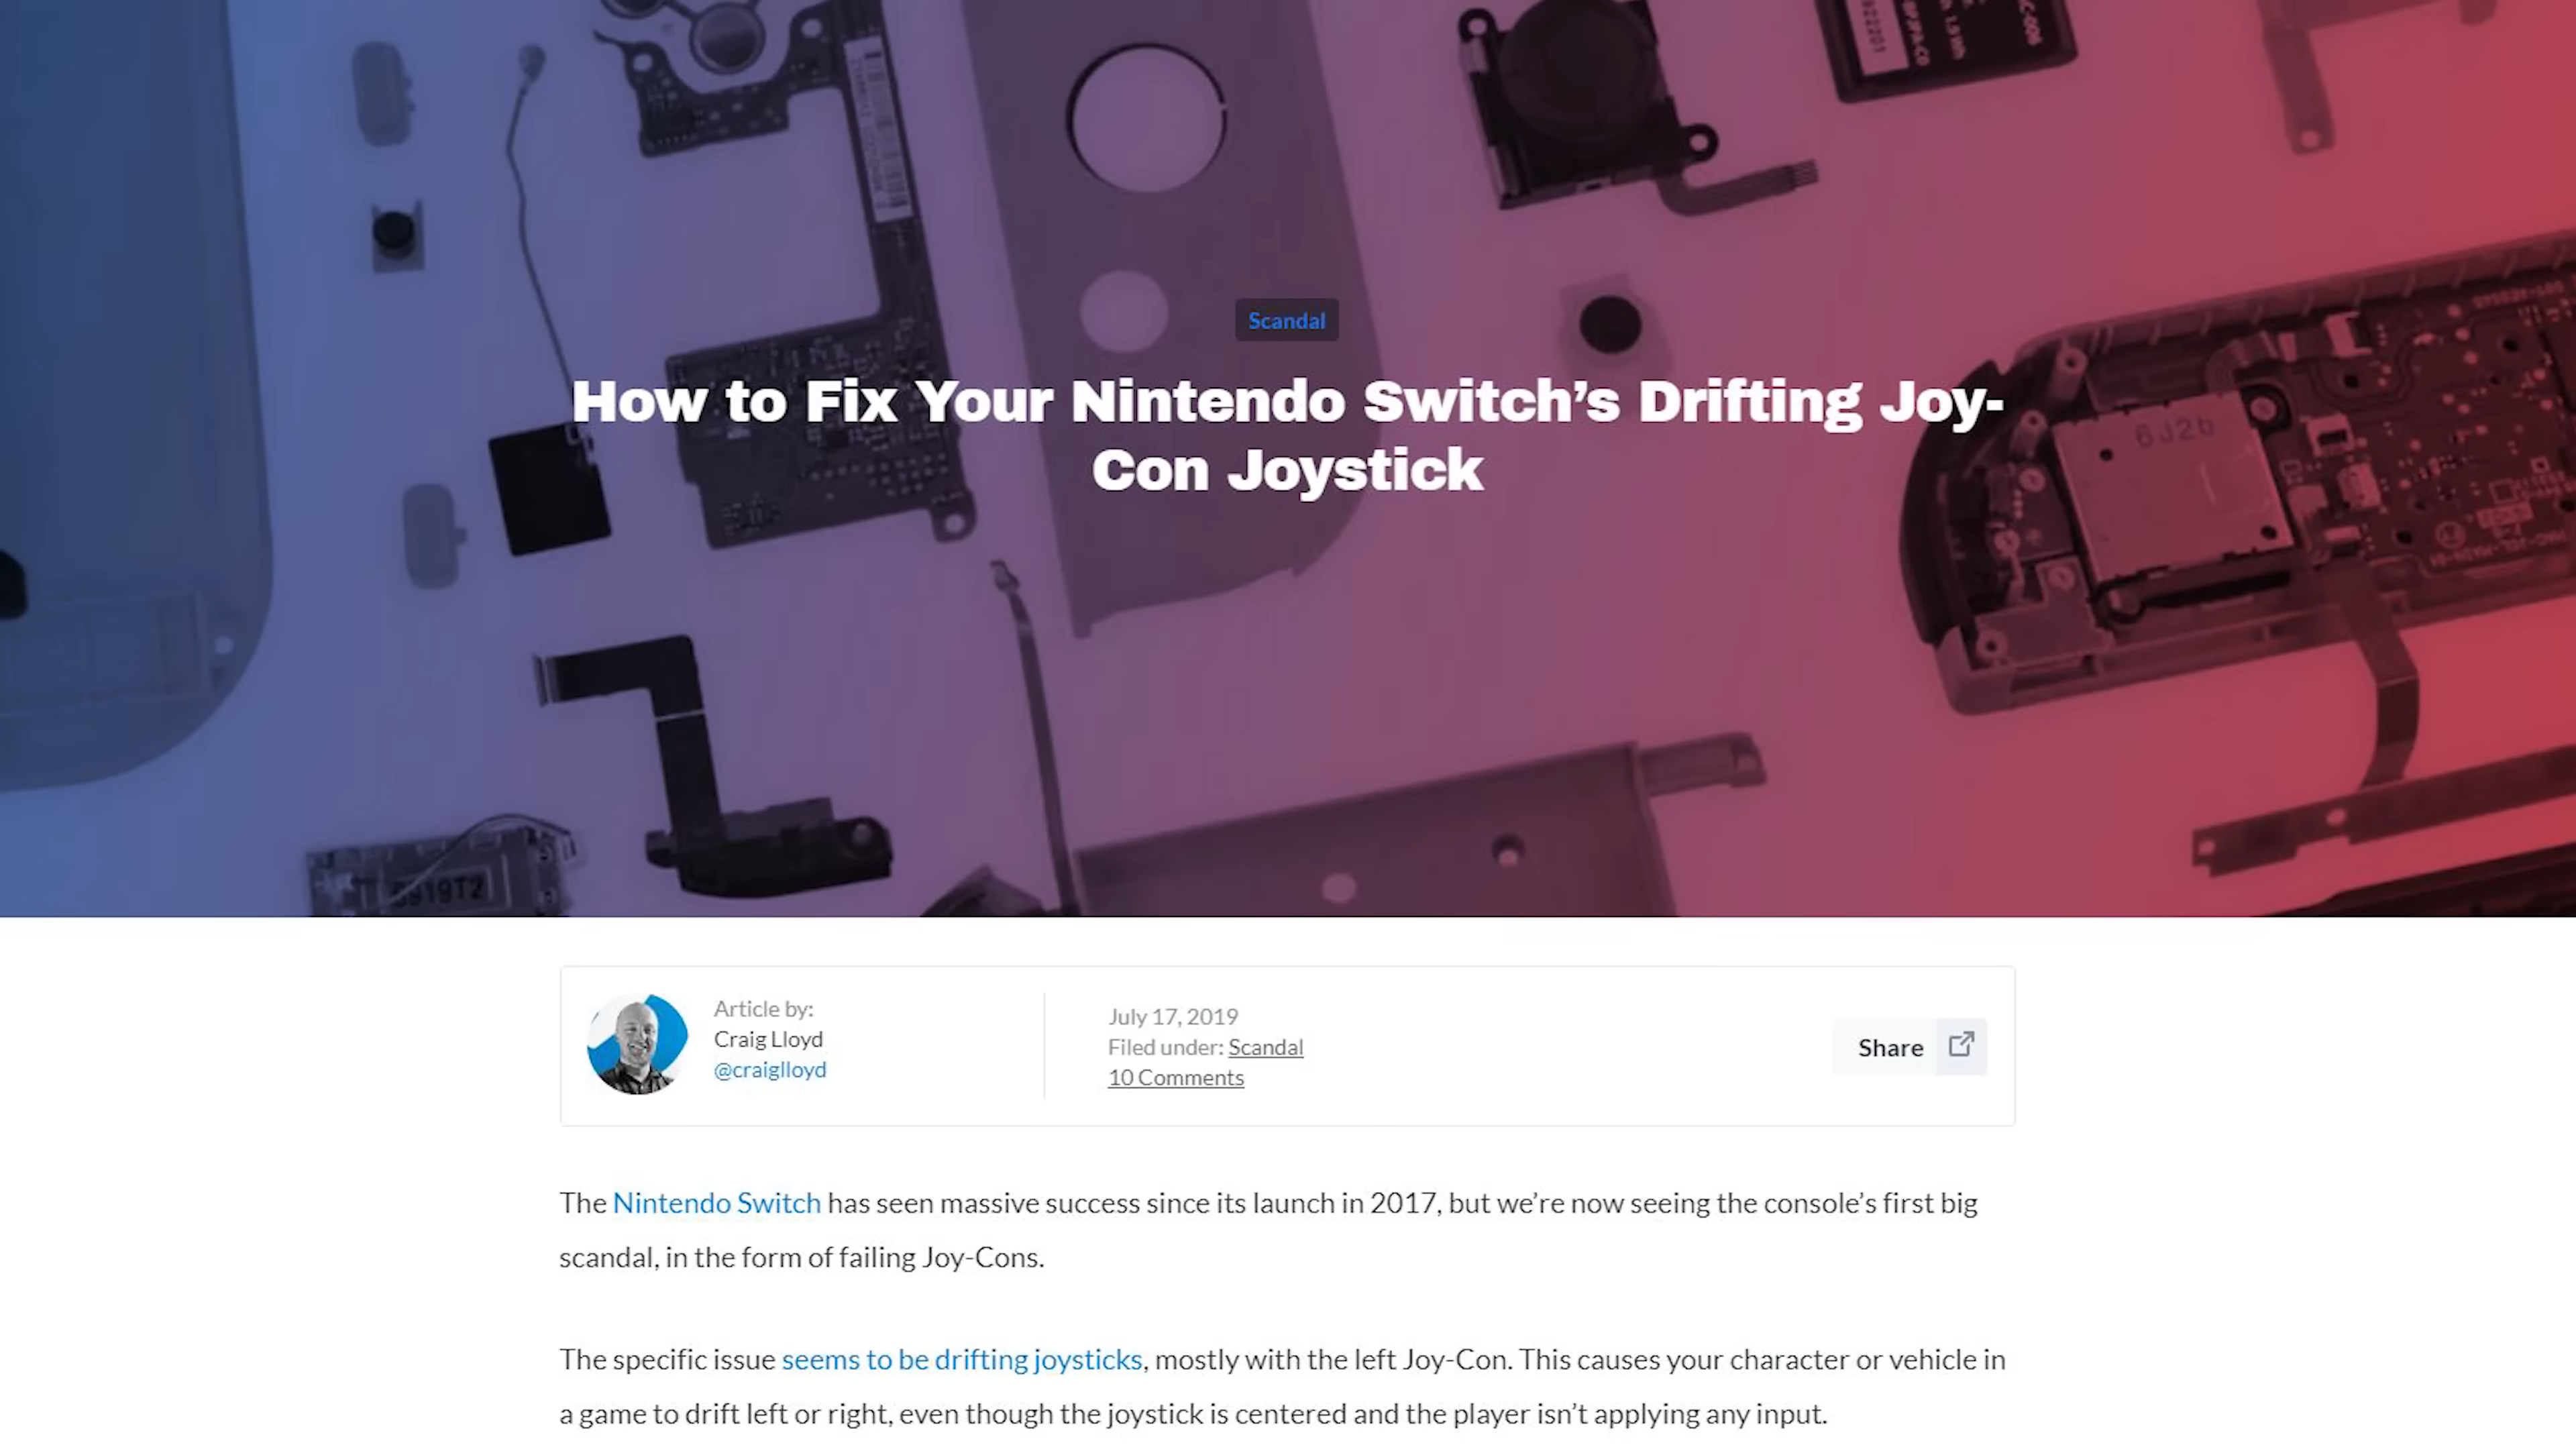 Scandal
How to Fix Your Nintendo Switch’s Drifting Joy-
Con Joystick
6J2b
5919T2
Article by:
Craig Lloyd
@craiglloyd
July 17, 2019
Filed under: Scandal
10 Comments
Share
The Nintendo Switch has seen massive success since its launch in 2017, but we’re now seeing the console’s first big
scandal, in the form of failing Joy-Cons.
The specific issue seems to be drifting joysticks, mostly with the left Joy-Con. This causes your character or vehicle in
a game to drift left or right, even though the joystick is centered and the player isn’t applying any input.